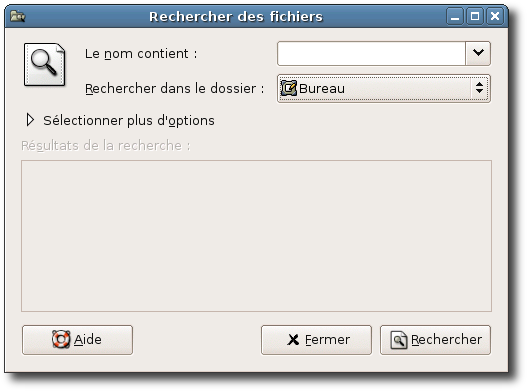 Rechercher des fichiers
Le nom contient :
Rechercher dans le dossier :
Bureau
Sélectionner plus d'options
Résultats de la recherche :
Aide
Fermer
Rechercher